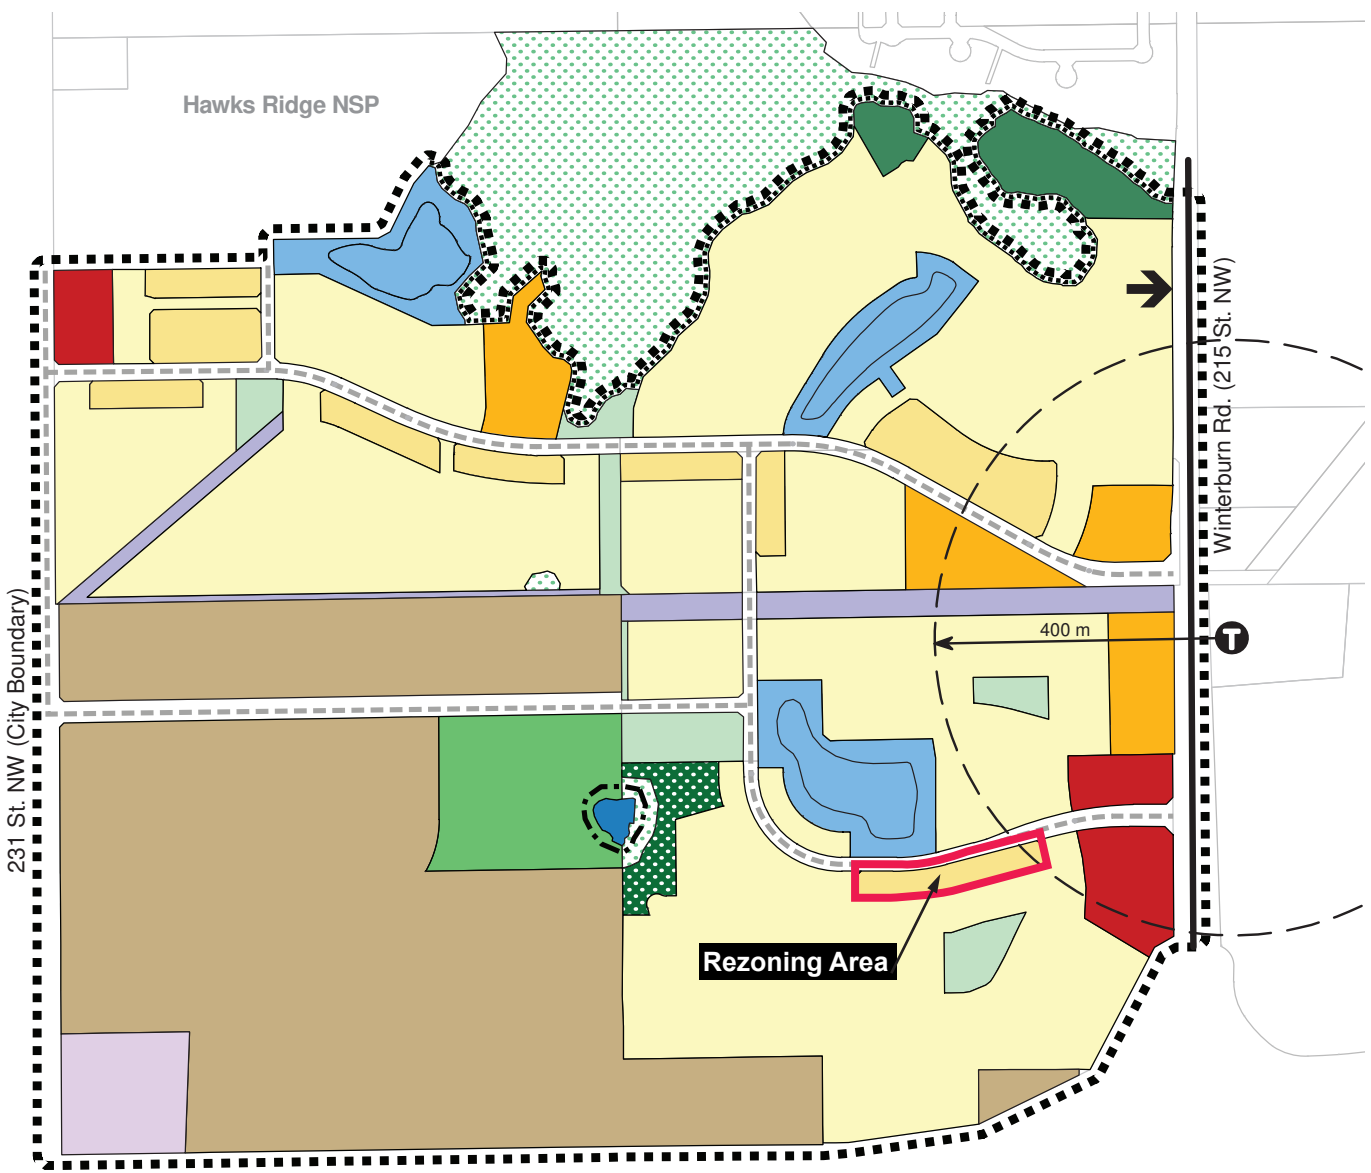 Hawks Ridge NSP
Winterburn Rd. (215 St. NW)
400 m
T
231 St. NW (City Boundary)
Rezoning Area